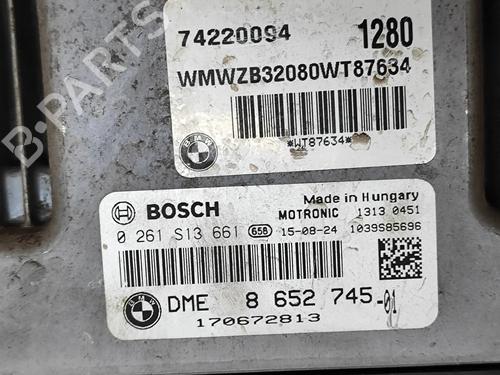 74220094 1280
WMWZB32080WT87634
*WT87634*
BOSCH Made in Hungary
MOTRONIC 1313 0451
0 261 S13 661 658 15-08-24 1039S85696
DME 8 652 745-01
170672813
B-PARTS